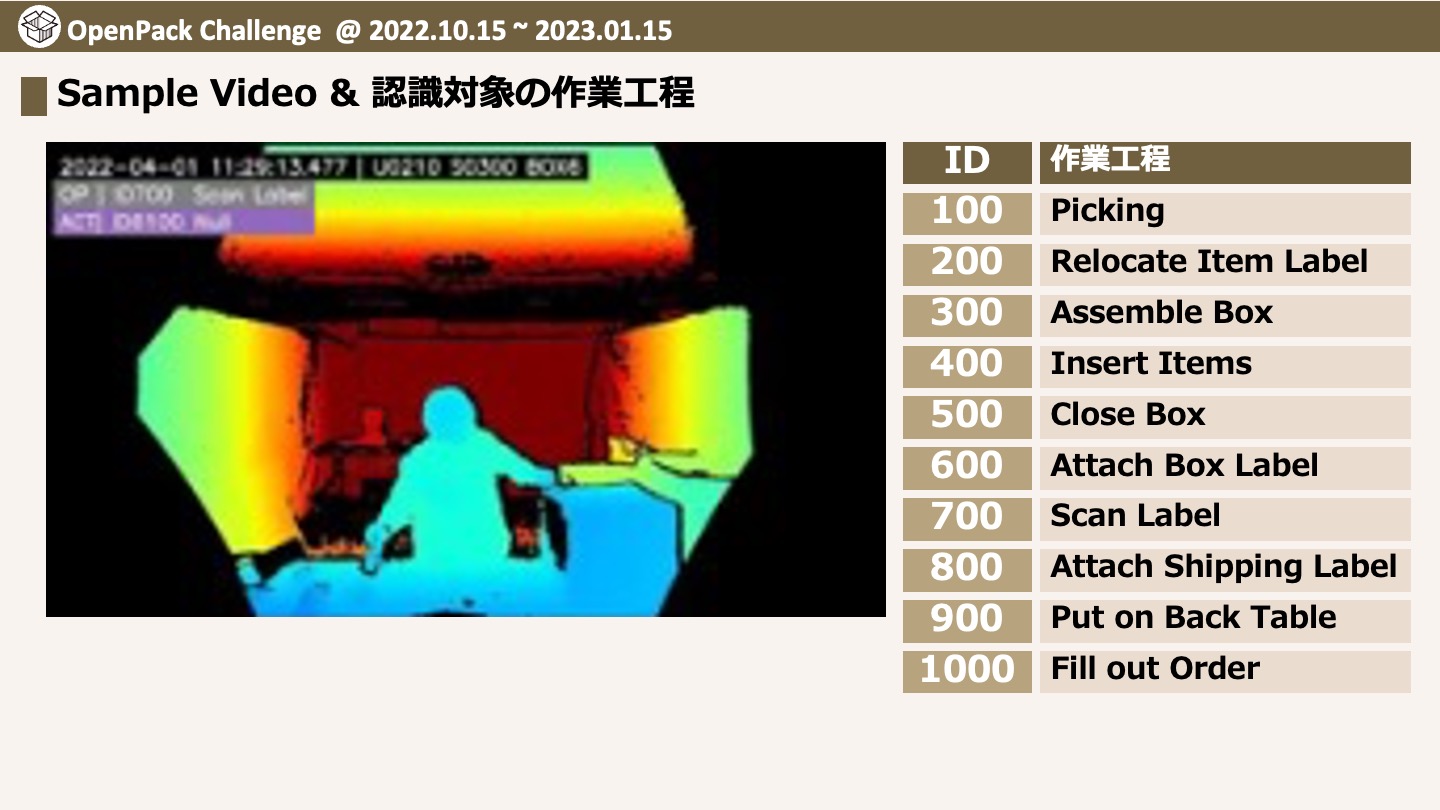 OpenPack Challenge @ 2022.10.15 ~ 2023.01.15
Sample Video & 認識対象の作業工程
2022-04-01 11:29:13.477 | U0210 S0300 BOX6
OP | ID700 Scan Label
ACT| ID8100 Null
ID 作業工程
100 Picking
200 Relocate Item Label
300 Assemble Box
400 Insert Items
500 Close Box
600 Attach Box Label
700 Scan Label
800 Attach Shipping Label
900 Put on Back Table
1000 Fill out Order